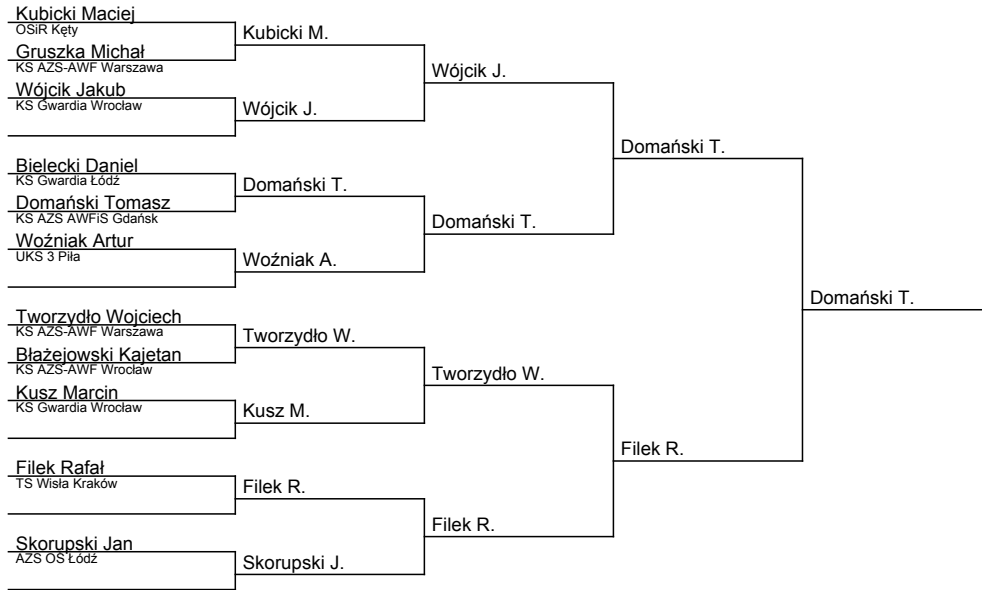 Kubicki Maciej
OSiR Kęty
Gruszka Michał
KS AZS-AWF Warszawa
Wójcik Jakub
KS Gwardia Wrocław
Bielecki Daniel
KS Gwardia Łódź
Domański Tomasz
KS AZS AWFiS Gdańsk
Woźniak Artur
UKS 3 Piła
Tworzydło Wojciech
KS AZS-AWF Warszawa
Błażejowski Kajetan
KS AZS-AWF Wrocław
Kusz Marcin
KS Gwardia Wrocław
Filek Rafał
TS Wisła Kraków
Skorupski Jan
AZS OŚ Łódź
Kubicki M.
Wójcik J.
Domański T.
Woźniak A.
Tworzydło W.
Kusz M.
Filek R.
Skorupski J.
Wójcik J.
Domański T.
Tworzydło W.
Filek R.
Domański T.
Filek R.
Domański T.